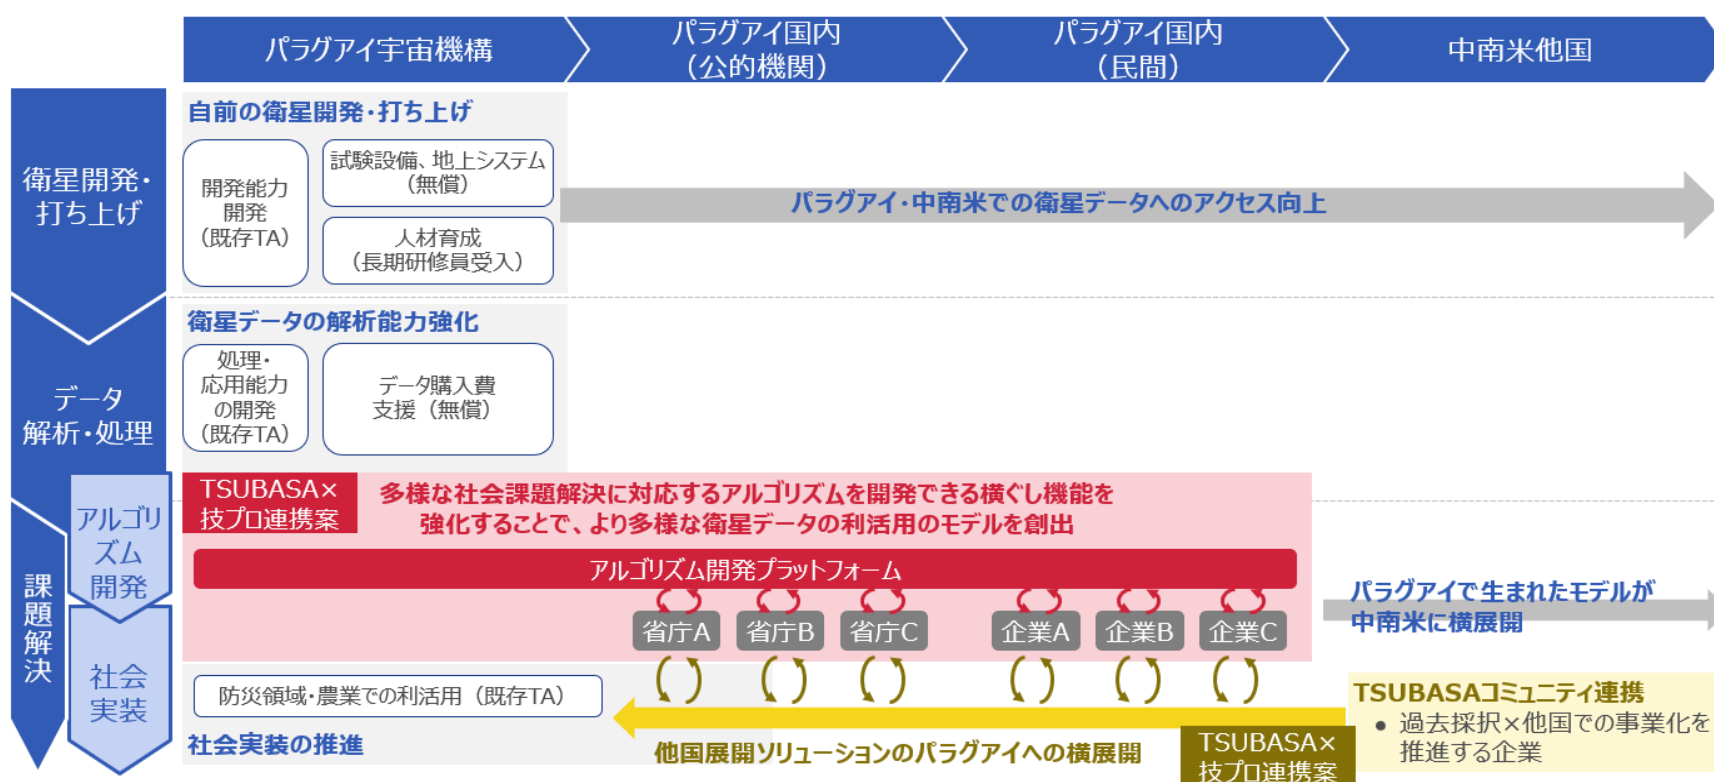 パラグアイ宇宙機構
パラグアイ国内
（公的機関）
パラグアイ国内
（民間）
中南米他国
衛星開発・
打ち上げ
自前の衛星開発・打ち上げ
開発能力
開発
（既存TA）
試験設備、地上システム
（無償）
人材育成
（長期研修員受入）
パラグアイ・中南米での衛星データへのアクセス向上
データ
解析・処理
衛星データの解析能力強化
処理・
応用能力
の開発
（既存TA）
データ購入費
支援（無償）
課題解決
アルゴリ
ズム
開発
TSUBASA×
技プロ連携案
多様な社会課題解決に対応するアルゴリズムを開発できる横ぐし機能を
強化することで、より多様な衛星データの利活用のモデルを創出
アルゴリズム開発プラットフォーム
省庁A
省庁B
省庁C
企業A
企業B
企業C
パラグアイで生まれたモデルが
中南米に横展開
社会
実装
防災領域・農業での利活用（既存TA）
社会実装の推進
他国展開ソリューションのパラグアイへの横展開
TSUBASA×
技プロ連携案
TSUBASAコミュニティ連携
• 過去採択×他国での事業化を
推進する企業